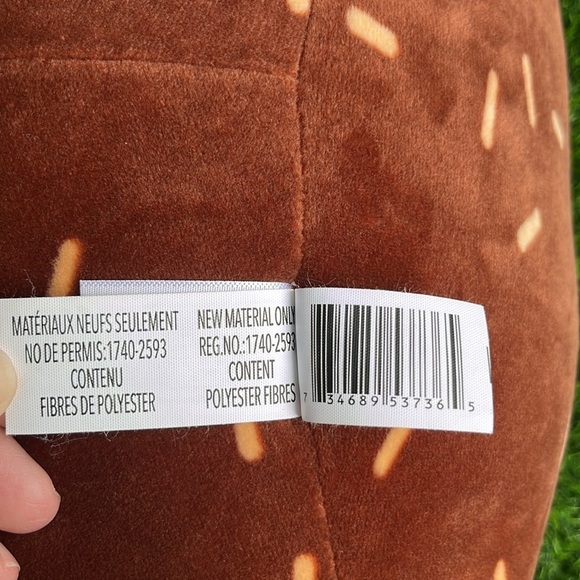 MATÉRIAUX NEUFS SEULEMENT
NO DE PERMIS:1740-2593
CONTENU
FIBRES DE POLYESTER
NEW MATERIAL ONLY
REG.NO.:1740-2593
CONTENT
POLYESTER FIBRES
7 34689 53736 5